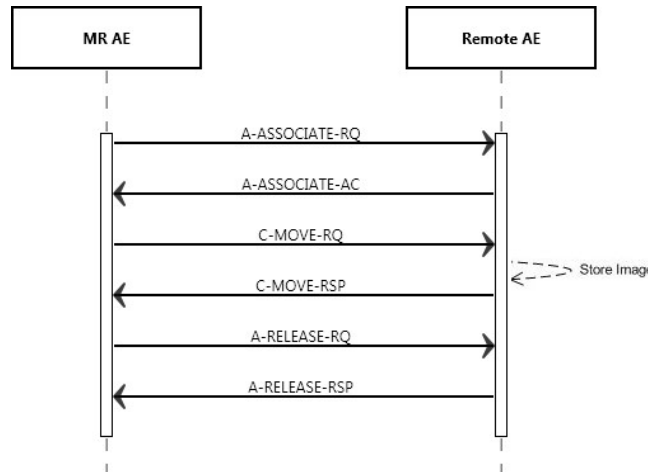 MR AE
Remote AE
A-ASSOCIATE-RQ
A-ASSOCIATE-AC
C-MOVE-RQ
Store Image
C-MOVE-RSP
A-RELEASE-RQ
A-RELEASE-RSP